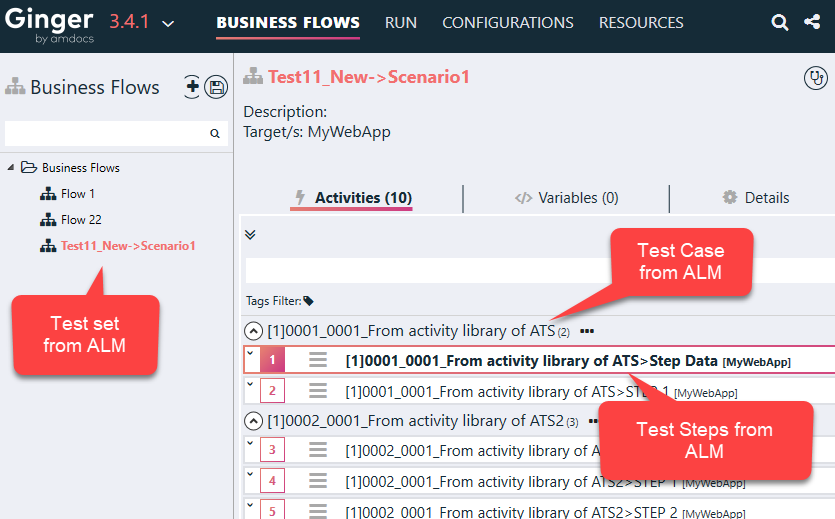 Ginger 3.4.1 BUSINESS FLOWS RUN CONFIGURATIONS RESOURCES
by amdocs
Business Flows
Business Flows
Flow 1
Flow 22
Test11_New->Scenario1
Test set
from ALM
Test11_New->Scenario1
Description:
Target/s: MyWebApp
Activities (10) Variables (0) Details
Test Case
from ALM
Tags Filter:
[1]0001_0001_From activity library of ATS (2) •••
1 [1]0001_0001_From activity library of ATS>Step Data [MyWebApp]
2 [1]0001_0001_From activity library of ATS>STEP 1 [MyWebApp]
[1]0002_0001_From activity library of ATS2 (3)
Test Steps from
ALM
3 [1]0002_0001_From activity library of
4 [1]0002_0001_From activity library of ATS2>STEP 1 [MyWebApp]
5 [1]0002_0001_From activity library of ATS2>STEP 2 [MyWebApp]